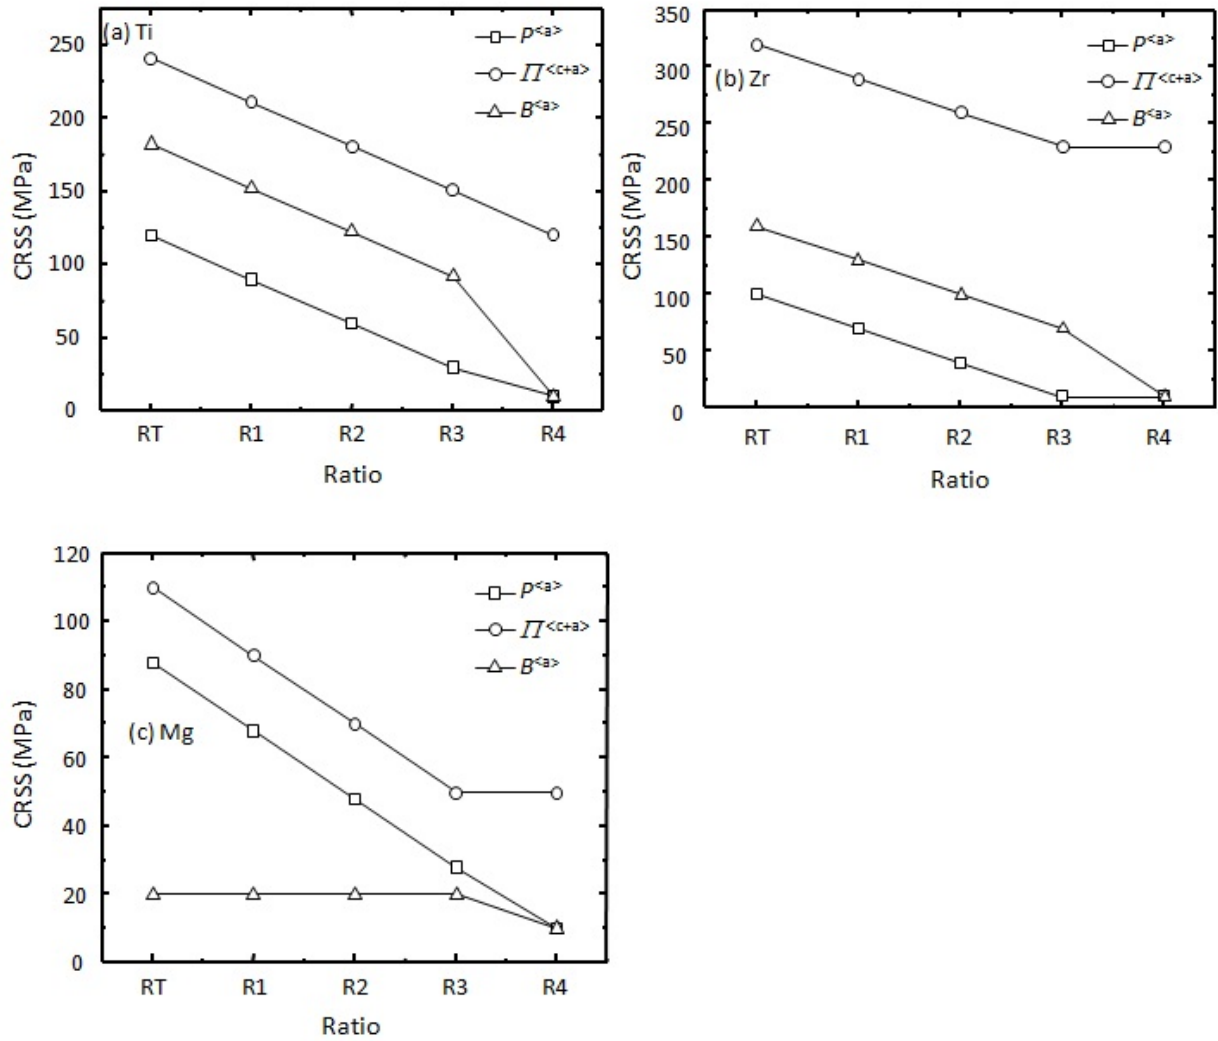 (a) Ti
P<a>
Π<c+a>
B<a>
250
200
150
100
50
0
CRSS (MPa)
RT R1 R2 R3 R4
Ratio
(b) Zr
P<a>
Π<c+a>
B<a>
350
300
250
200
150
100
50
0
CRSS (MPa)
RT R1 R2 R3 R4
Ratio
(c) Mg
P<a>
Π<c+a>
B<a>
120
100
80
60
40
20
0
CRSS (MPa)
RT R1 R2 R3 R4
Ratio